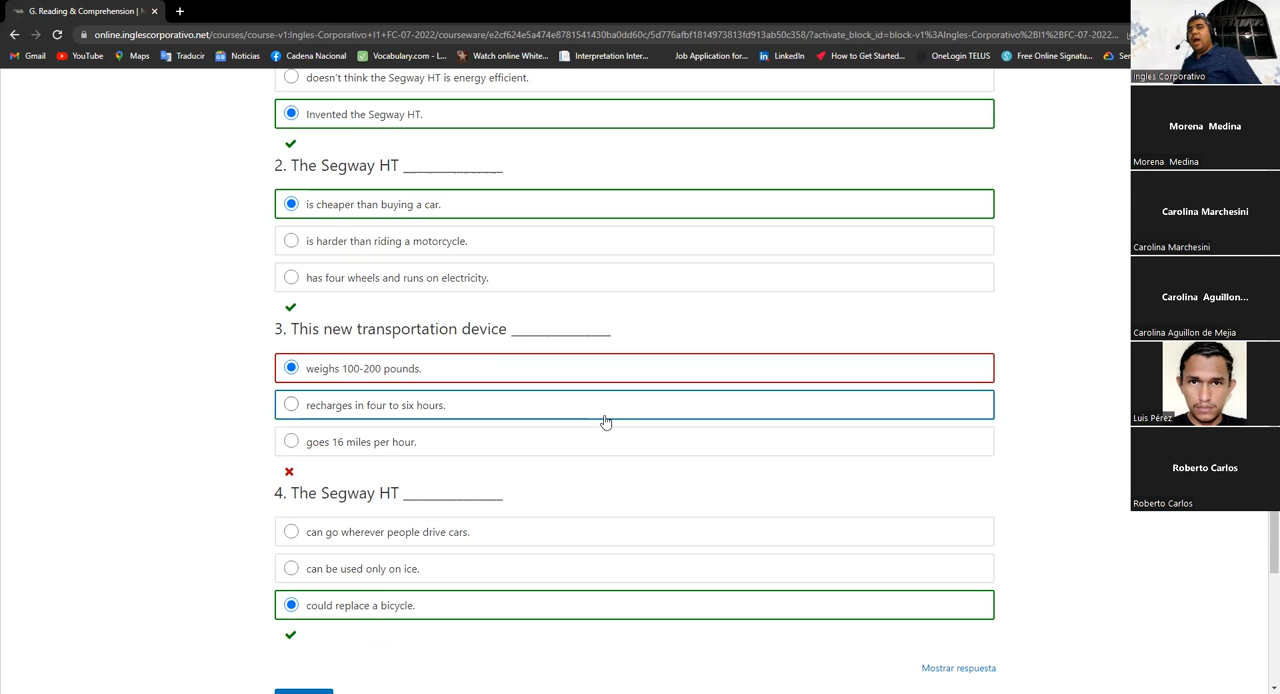 G. Reading & Comprehension |
online.inglescorporativo.net/courses/course-v1:Ingles-Corporativo+I1+FC-07-2022/courseware/e2cf624e5a474e8781541430ba0dd60c/5d776afbf1814973813fd913ab50c358/?activate_block_id=block-v1%3AIngles-Corporativo%2BI1%2BFC-07-2022...
Gmail YouTube Maps Traducir Noticias Cadena Nacional Vocabulary.com - L... Watch online White... Interpretation Inter... Job Application for... LinkedIn How to Get Started... OneLogin TELUS Free Online Signatu...
doesn't think the Segway HT is energy efficient.
Invented the Segway HT.
2. The Segway HT _______________
is cheaper than buying a car.
is harder than riding a motorcycle.
has four wheels and runs on electricity.
3. This new transportation device _______________
weighs 100-200 pounds.
recharges in four to six hours.
goes 16 miles per hour.
4. The Segway HT _______________
can go wherever people drive cars.
can be used only on ice.
could replace a bicycle.
Mostrar respuesta
Ingles Corporativo
Morena Medina
Morena Medina
Carolina Marchesini
Carolina Marchesini
Carolina Aguillon...
Carolina Aguillon de Mejia
Luis Pérez
Roberto Carlos
Roberto Carlos